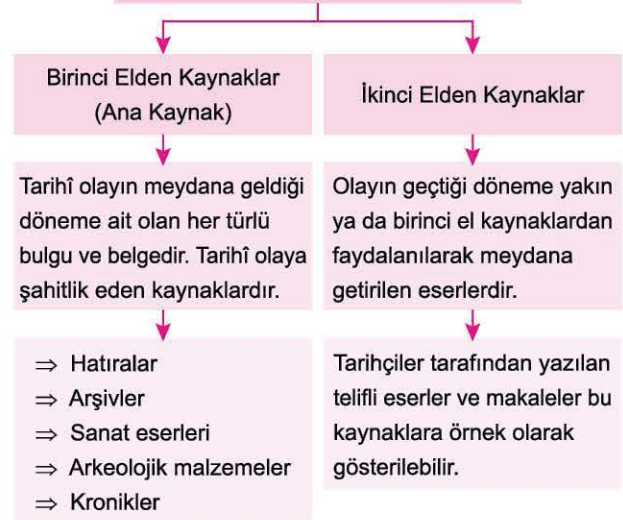 Birinci Elden Kaynaklar
(Ana Kaynak)
İkinci Elden Kaynaklar
Tarihî olayın meydana geldiği
döneme ait olan her türlü
bulgu ve belgedir. Tarihî olaya
şahitlik eden kaynaklardır.
Olayın geçtiği döneme yakın
ya da birinci el kaynaklardan
faydalanılarak meydana
getirilen eserlerdir.
⇒ Hatıralar
⇒ Arşivler
⇒ Sanat eserleri
⇒ Arkeolojik malzemeler
⇒ Kronikler
Tarihçiler tarafından yazılan
telifli eserler ve makaleler bu
kaynaklara örnek olarak
gösterilebilir.